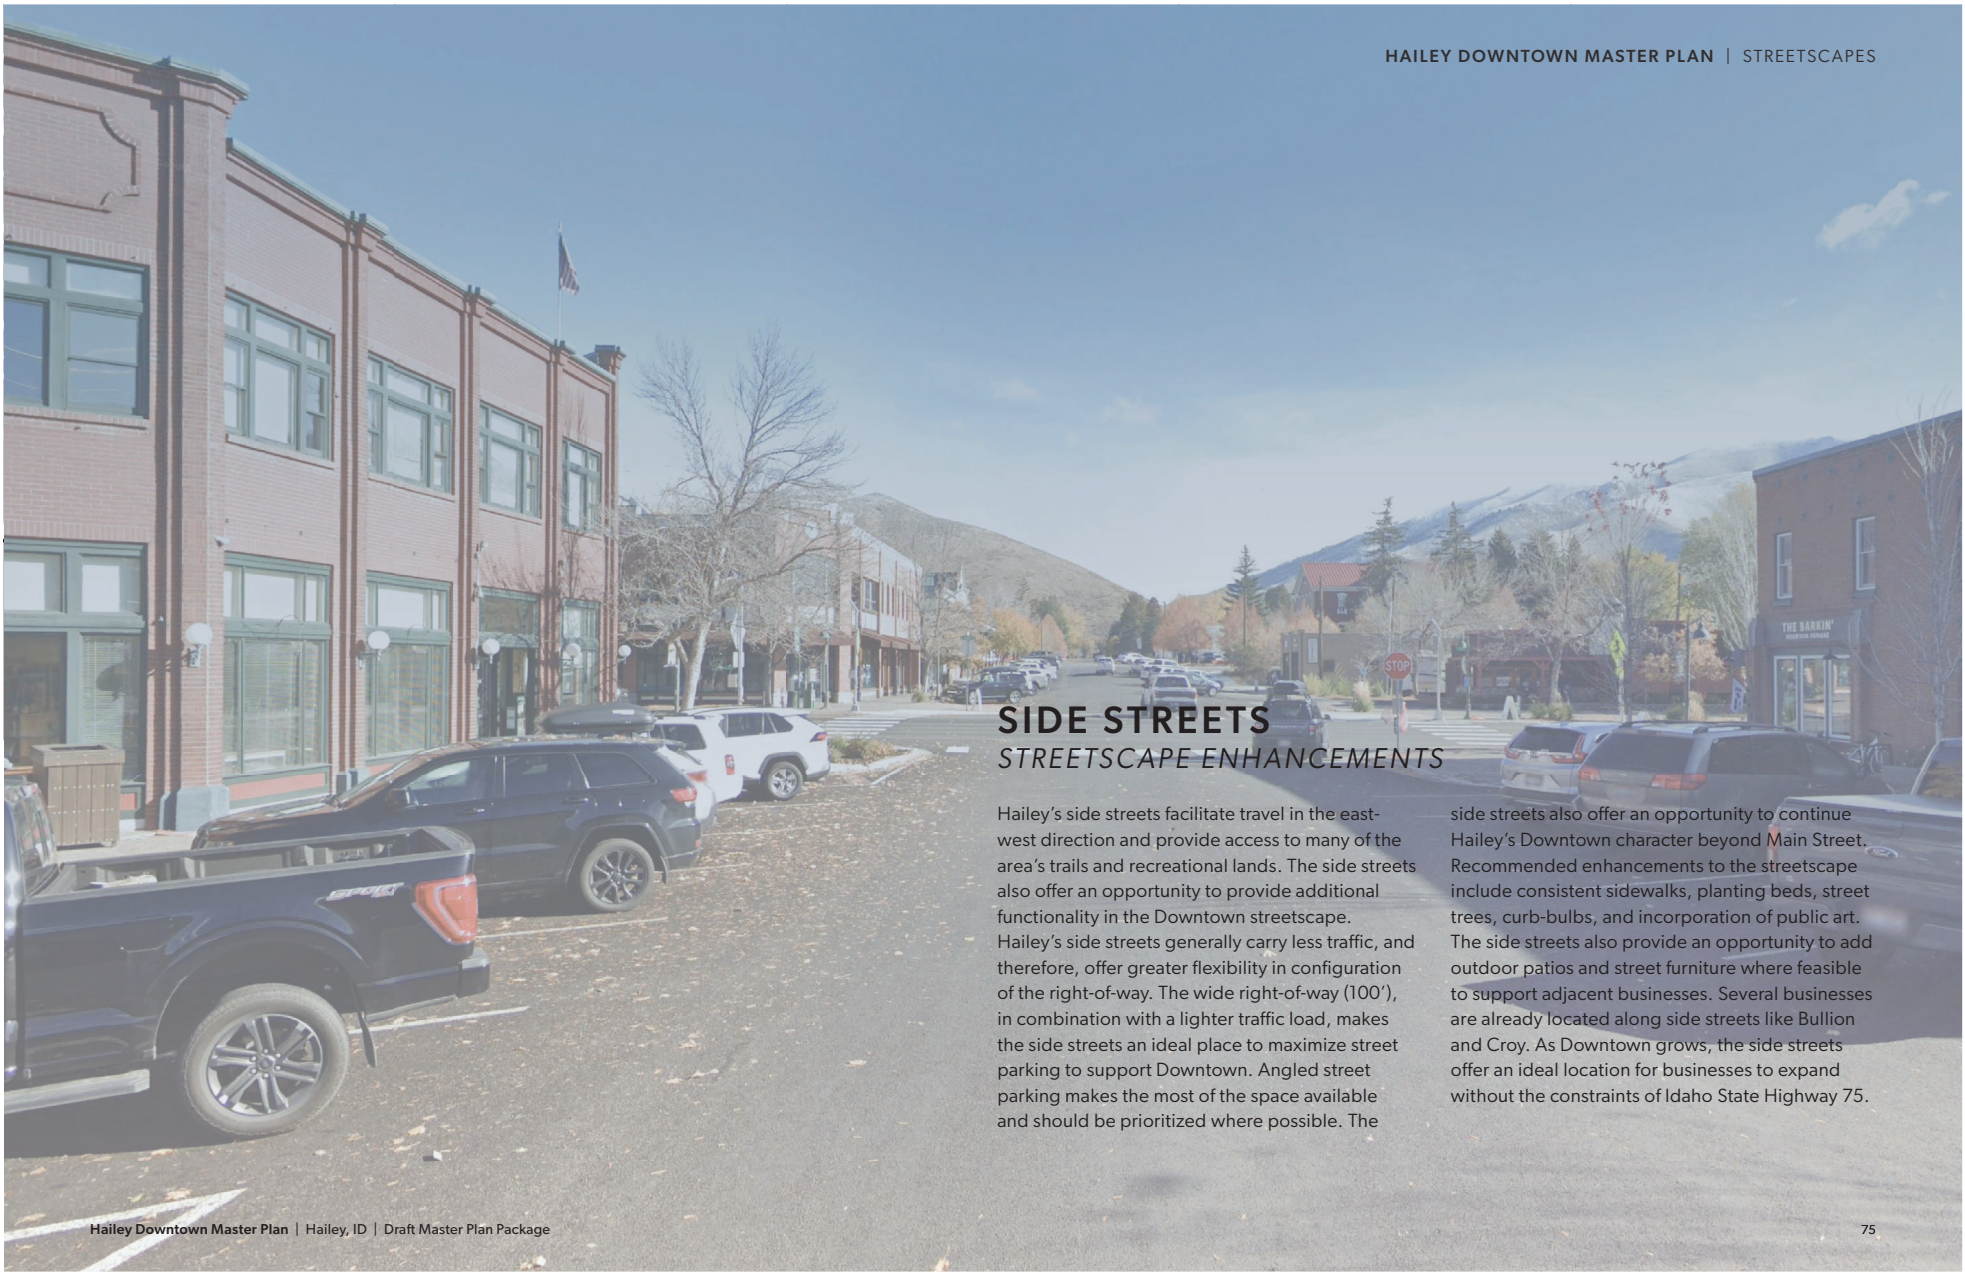 HAILEY DOWNTOWN MASTER PLAN | STREETSCAPES
THE BARKIN'
STOP
SPORT
SIDE STREETS
STREETSCAPE ENHANCEMENTS
Hailey’s side streets facilitate travel in the east-
west direction and provide access to many of the
area’s trails and recreational lands. The side streets
also offer an opportunity to provide additional
functionality in the Downtown streetscape.
Hailey’s side streets generally carry less traffic, and
therefore, offer greater flexibility in configuration
of the right-of-way. The wide right-of-way (100’),
in combination with a lighter traffic load, makes
the side streets an ideal place to maximize street
parking to support Downtown. Angled street
parking makes the most of the space available
and should be prioritized where possible. The
side streets also offer an opportunity to continue
Hailey’s Downtown character beyond Main Street.
Recommended enhancements to the streetscape
include consistent sidewalks, planting beds, street
trees, curb-bulbs, and incorporation of public art.
The side streets also provide an opportunity to add
outdoor patios and street furniture where feasible
to support adjacent businesses. Several businesses
are already located along side streets like Bullion
and Croy. As Downtown grows, the side streets
offer an ideal location for businesses to expand
without the constraints of Idaho State Highway 75.
Hailey Downtown Master Plan | Hailey, ID | Draft Master Plan Package
75